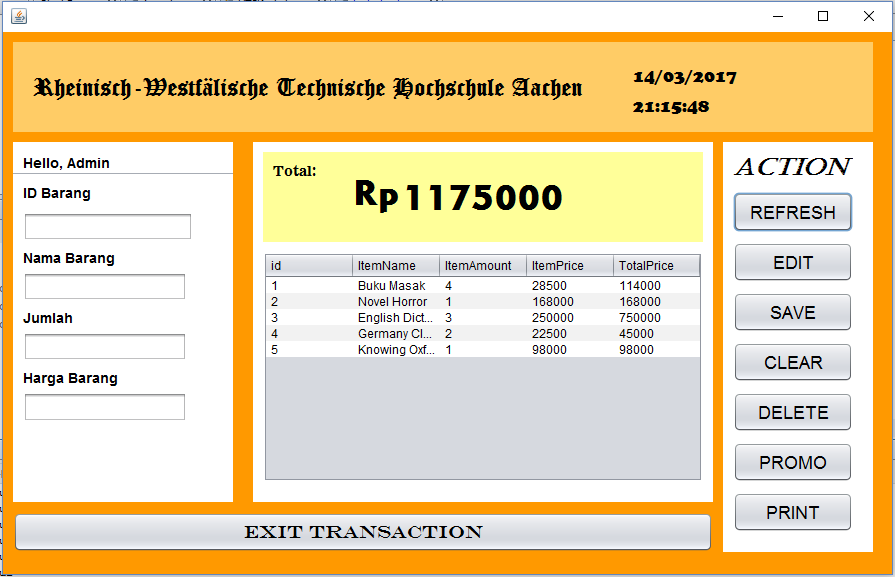 Rheinisch-Westfälische Technische Hochschule Aachen
14/03/2017
21:15:48
Hello, Admin
ID Barang
Nama Barang
Jumlah
Harga Barang
Total:
Rp1175000
id ItemName ItemAmount ItemPrice TotalPrice
1 Buku Masak 4 28500 114000
2 Novel Horror 1 168000 168000
3 English Dict... 3 250000 750000
4 Germany Cl... 2 22500 45000
5 Knowing Oxf... 1 98000 98000
ACTION
REFRESH
EDIT
SAVE
CLEAR
DELETE
PROMO
PRINT
EXIT TRANSACTION